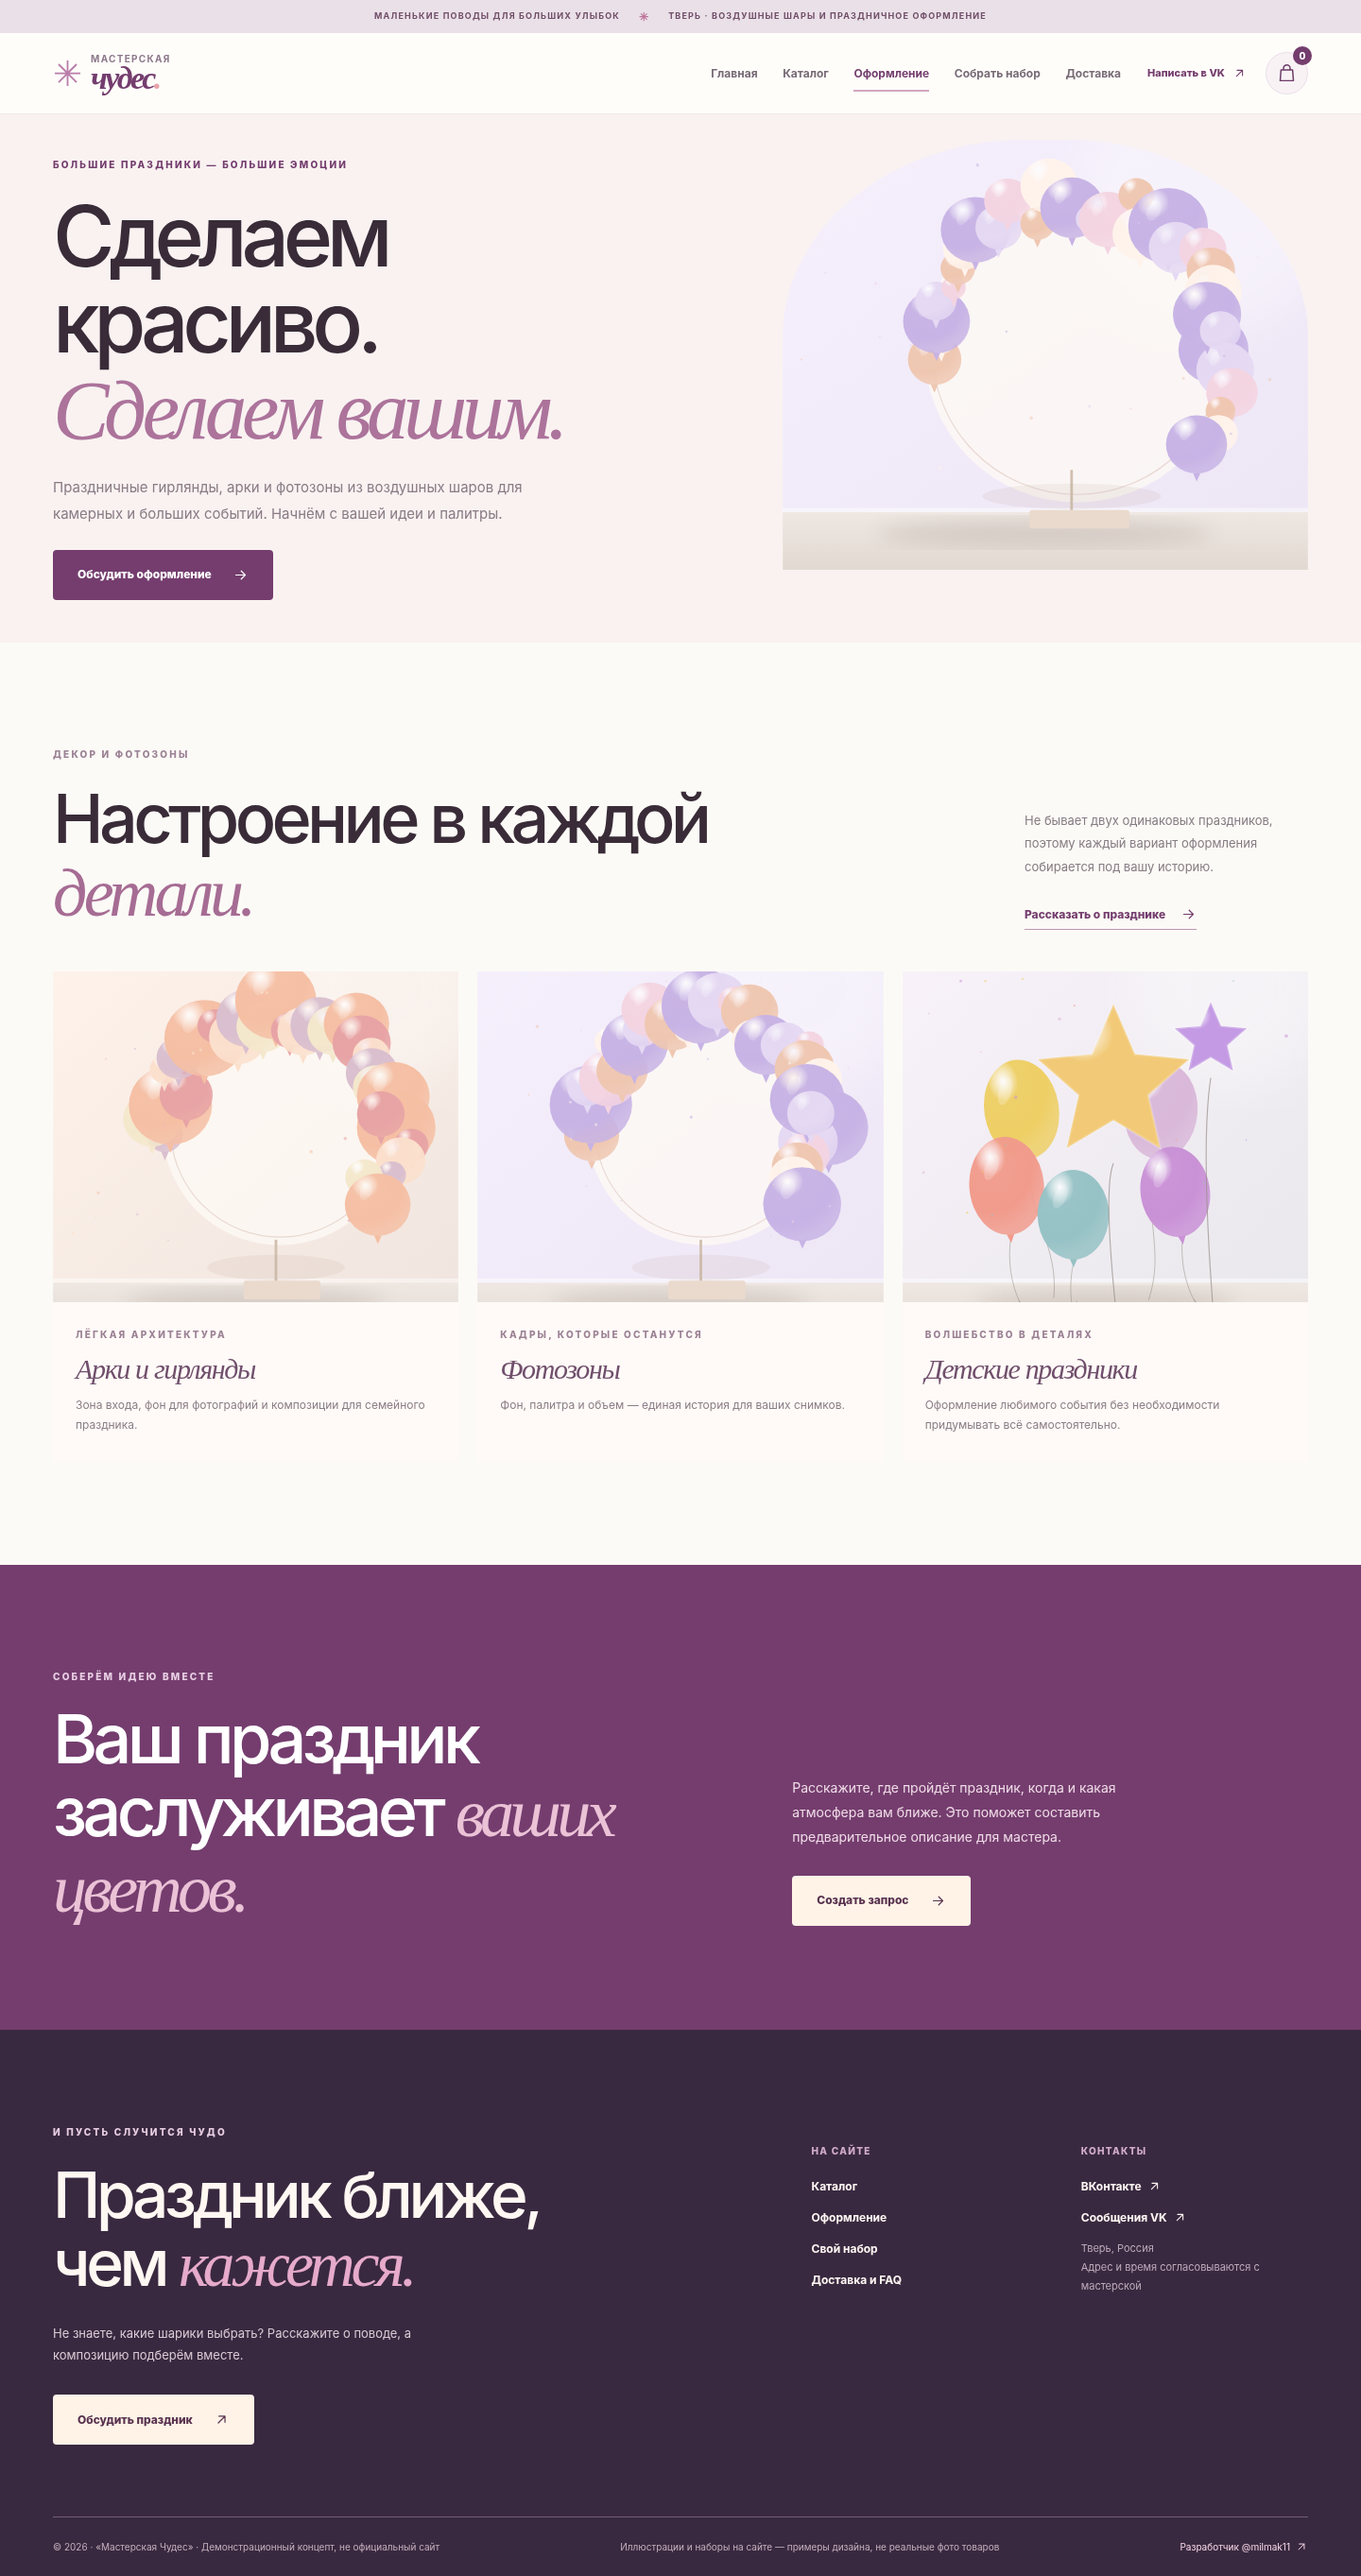 МАЛЕНЬКИЕ ПОВОДЫ ДЛЯ БОЛЬШИХ УЛЫБОК ТВЕРЬ · ВОЗДУШНЫЕ ШАРЫ И ПРАЗДНИЧНОЕ ОФОРМЛЕНИЕ
МАСТЕРСКАЯ
чудес.
Главная Каталог Оформление Собрать набор Доставка Написать в VK 0
БОЛЬШИЕ ПРАЗДНИКИ — БОЛЬШИЕ ЭМОЦИИ
Сделаем
красиво.
Сделаем вашим.
Праздничные гирлянды, арки и фотозоны из воздушных шаров для
камерных и больших событий. Начнём с вашей идеи и палитры.
Обсудить оформление
ДЕКОР И ФОТОЗОНЫ
Настроение в каждой
детали.
Не бывает двух одинаковых праздников,
поэтому каждый вариант оформления
собирается под вашу историю.
Рассказать о празднике
ЛЁГКАЯ АРХИТЕКТУРА
Арки и гирлянды
Зона входа, фон для фотографий и композиции для семейного
праздника.
КАДРЫ, КОТОРЫЕ ОСТАНУТСЯ
Фотозоны
Фон, палитра и объем — единая история для ваших снимков.
ВОЛШЕБСТВО В ДЕТАЛЯХ
Детские праздники
Оформление любимого события без необходимости
придумывать всё самостоятельно.
СОБЕРЁМ ИДЕЮ ВМЕСТЕ
Ваш праздник
заслуживает ваших
цветов.
Расскажите, где пройдёт праздник, когда и какая
атмосфера вам ближе. Это поможет составить
предварительное описание для мастера.
Создать запрос
И ПУСТЬ СЛУЧИТСЯ ЧУДО
Праздник ближе,
чем кажется.
Не знаете, какие шарики выбрать? Расскажите о поводе, а
композицию подберём вместе.
Обсудить праздник
НА САЙТЕ
Каталог
Оформление
Свой набор
Доставка и FAQ
КОНТАКТЫ
ВКонтакте
Сообщения VK
Тверь, Россия
Адрес и время согласовываются с
мастерской
© 2026 · «Мастерская Чудес» · Демонстрационный концепт, не официальный сайт
Иллюстрации и наборы на сайте — примеры дизайна, не реальные фото товаров
Разработчик @milmak11